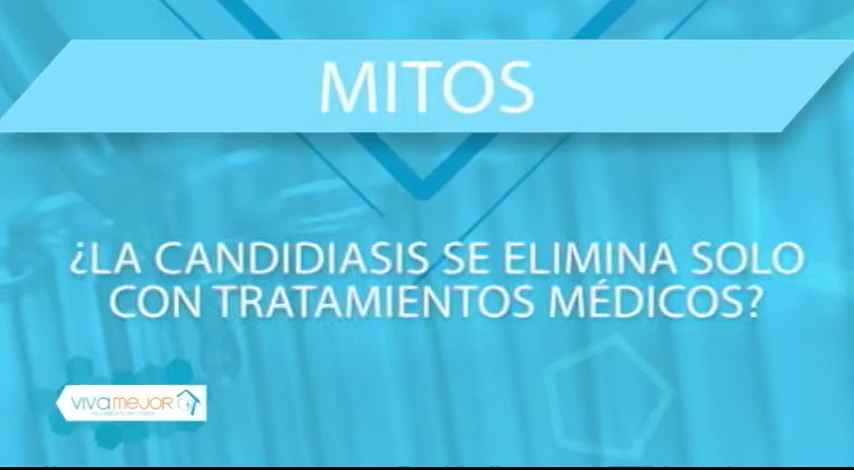 MITOS
¿LA CANDIDIASIS SE ELIMINA SOLO
CON TRATAMIENTOS MÉDICOS?
VIVA MEJOR